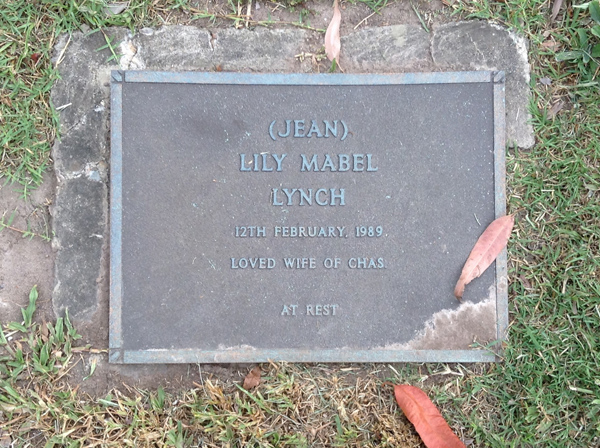 (JEAN)
LILY MABEL
LYNCH
12TH FEBRUARY, 1989.
LOVED WIFE OF CHAS.
AT REST